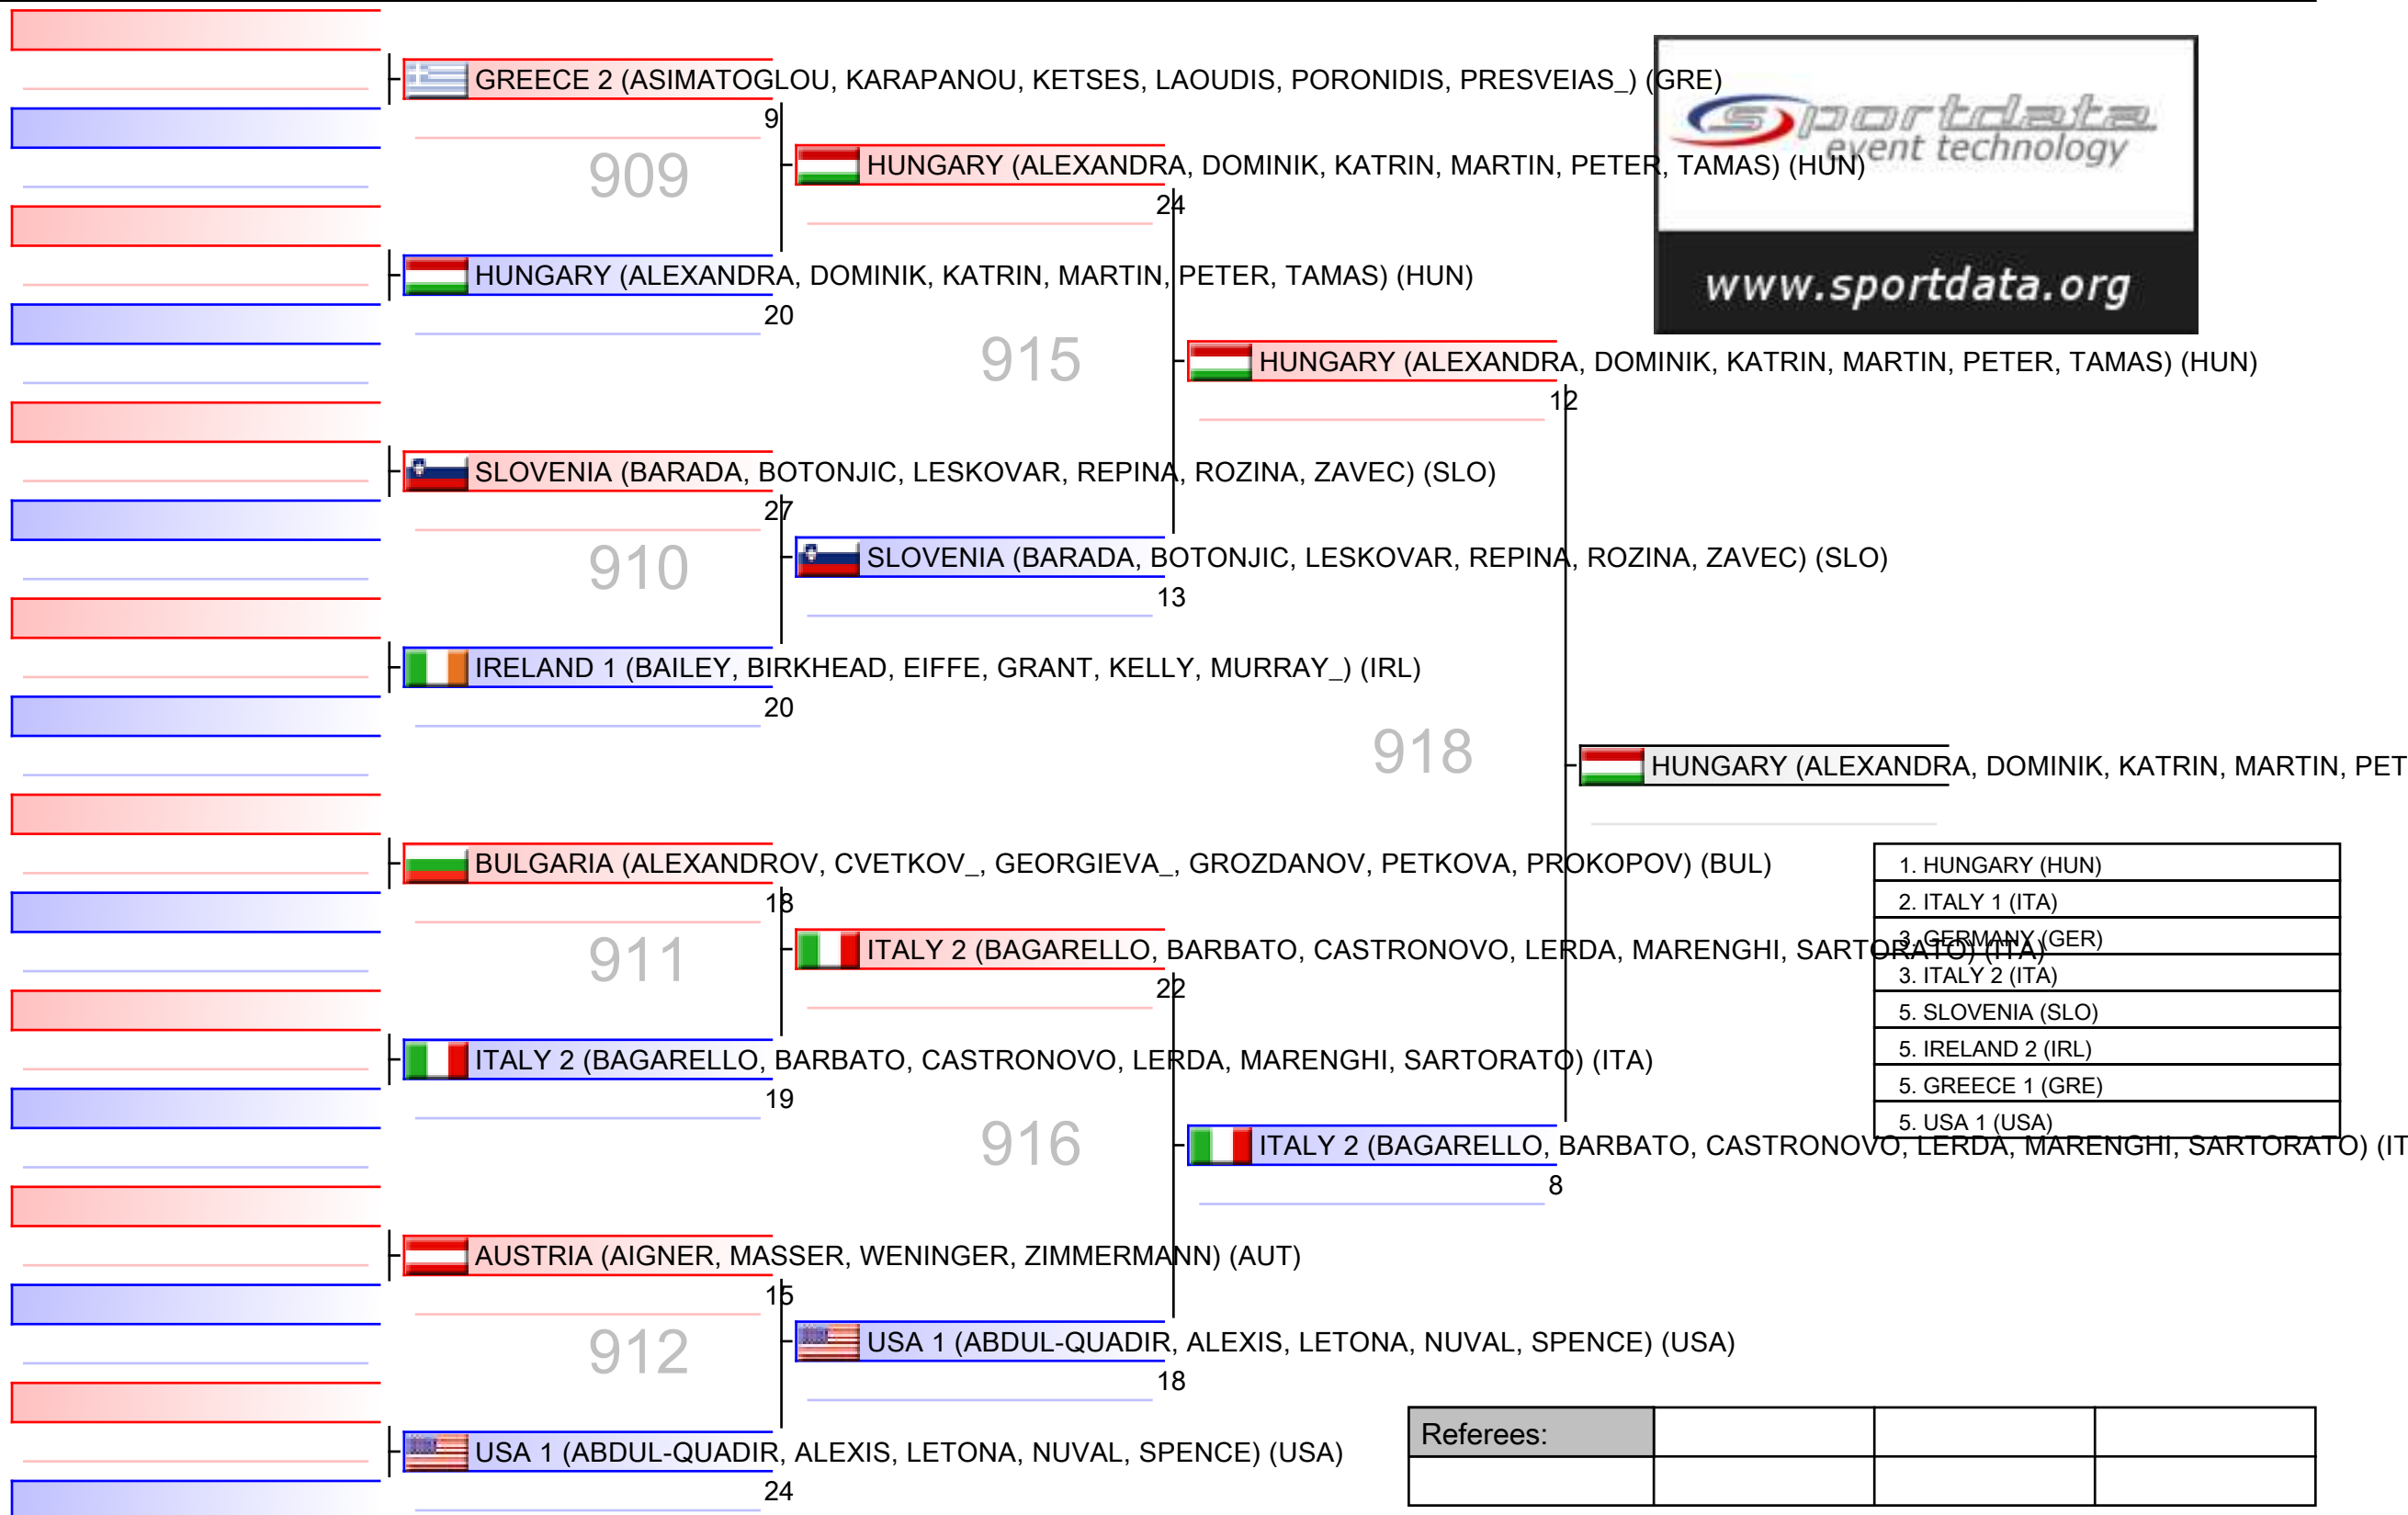 GREECE 2 (ASIMATOGLOU, KARAPANOU, KETSES, LAOUDIS, PORONIDIS, PRESVEIAS_) (GRE)
9
909
HUNGARY (ALEXANDRA, DOMINIK, KATRIN, MARTIN, PETER, TAMAS) (HUN)
24
HUNGARY (ALEXANDRA, DOMINIK, KATRIN, MARTIN, PETER, TAMAS) (HUN)
20
sportdata
event technology
www.sportdata.org
915
HUNGARY (ALEXANDRA, DOMINIK, KATRIN, MARTIN, PETER, TAMAS) (HUN)
12
SLOVENIA (BARADA, BOTONJIC, LESKOVAR, REPINA, ROZINA, ZAVEC) (SLO)
27
910
SLOVENIA (BARADA, BOTONJIC, LESKOVAR, REPINA, ROZINA, ZAVEC) (SLO)
13
IRELAND 1 (BAILEY, BIRKHEAD, EIFFE, GRANT, KELLY, MURRAY_) (IRL)
20
918
HUNGARY (ALEXANDRA, DOMINIK, KATRIN, MARTIN, PET
BULGARIA (ALEXANDROV, CVETKOV_, GEORGIEVA_, GROZDANOV, PETKOVA, PROKOPOV) (BUL)
18
911
ITALY 2 (BAGARELLO, BARBATO, CASTRONOVO, LERDA, MARENGHI, SARTORATO) (ITA)
22
ITALY 2 (BAGARELLO, BARBATO, CASTRONOVO, LERDA, MARENGHI, SARTORATO) (ITA)
19
916
ITALY 2 (BAGARELLO, BARBATO, CASTRONOVO, LERDA, MARENGHI, SARTORATO) (IT
8
1. HUNGARY (HUN)
2. ITALY 1 (ITA)
3. GERMANY (GER)
3. ITALY 2 (ITA)
5. SLOVENIA (SLO)
5. IRELAND 2 (IRL)
5. GREECE 1 (GRE)
5. USA 1 (USA)
AUSTRIA (AIGNER, MASSER, WENINGER, ZIMMERMANN) (AUT)
15
912
USA 1 (ABDUL-QUADIR, ALEXIS, LETONA, NUVAL, SPENCE) (USA)
18
USA 1 (ABDUL-QUADIR, ALEXIS, LETONA, NUVAL, SPENCE) (USA)
24
Referees: